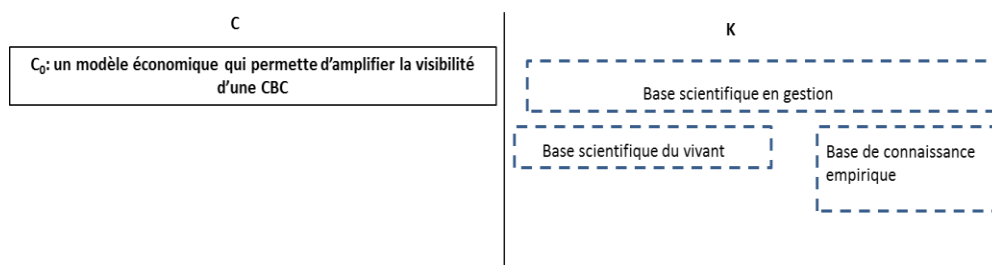 C
C₀: un modèle économique qui permette d'amplifier la visibilité
d'une CBC
K
Base scientifique en gestion
Base scientifique du vivant
Base de connaissance
empirique